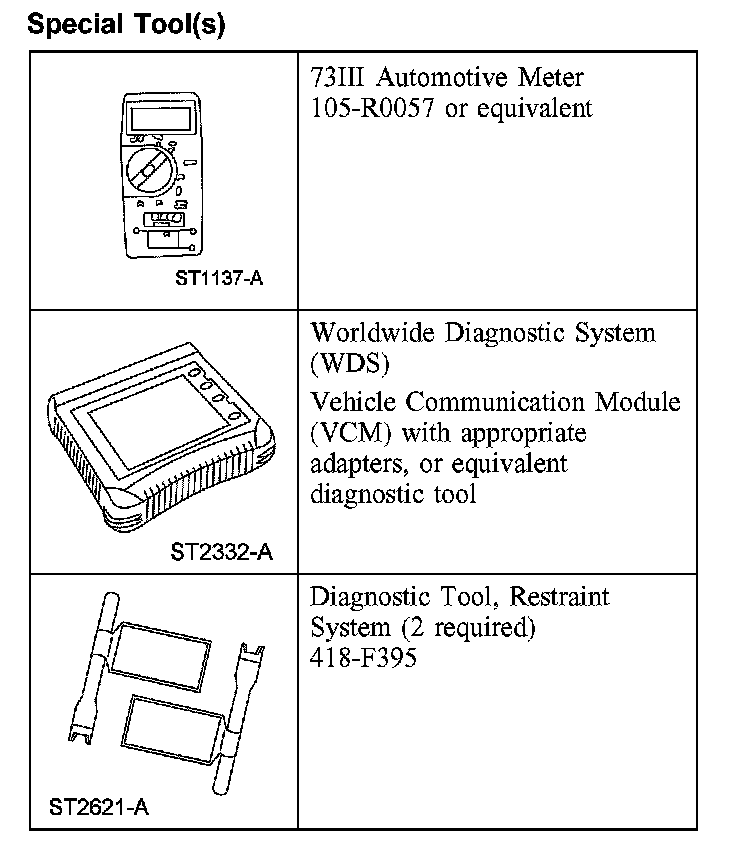 Special Tool(s)
73III Automotive Meter
105-R0057 or equivalent
ST1137-A
Worldwide Diagnostic System
(WDS)
Vehicle Communication Module
(VCM) with appropriate
adapters, or equivalent
diagnostic tool
ST2332-A
Diagnostic Tool, Restraint
System (2 required)
418-F395
ST2621-A